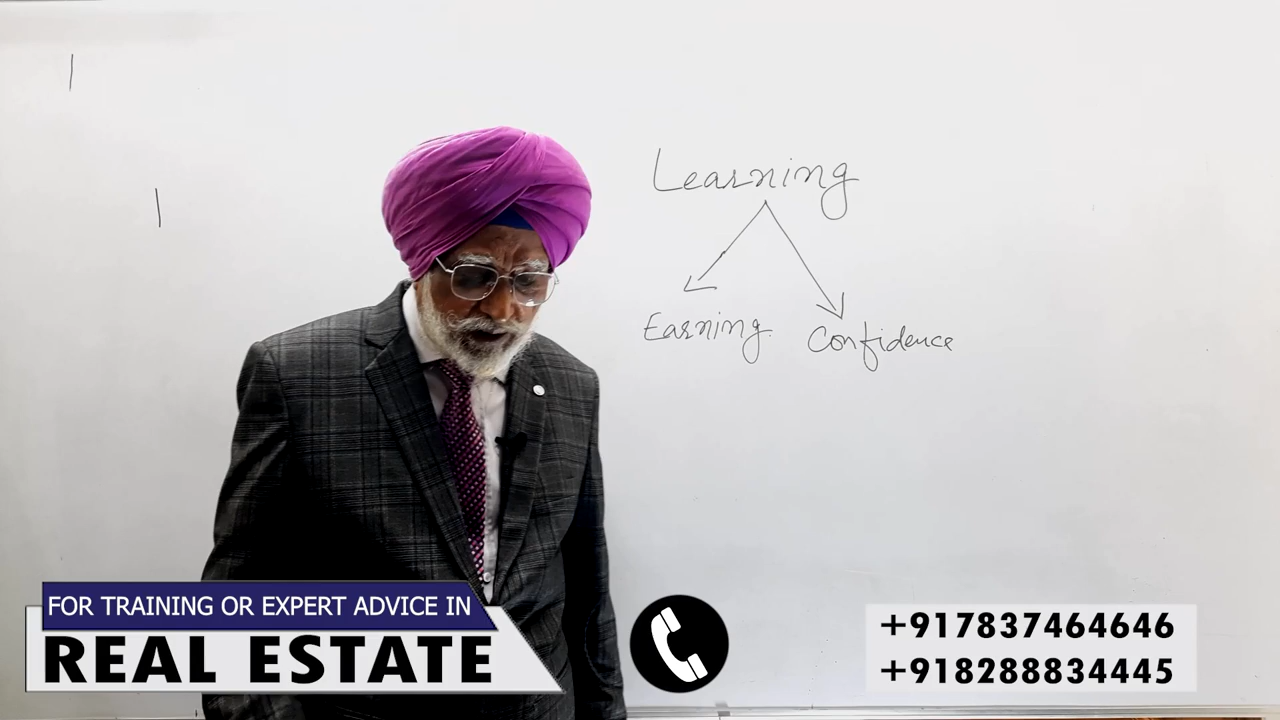 Learning
Earning
Confidence
FOR TRAINING OR EXPERT ADVICE IN
REAL ESTATE
+917837464646
+918288834445